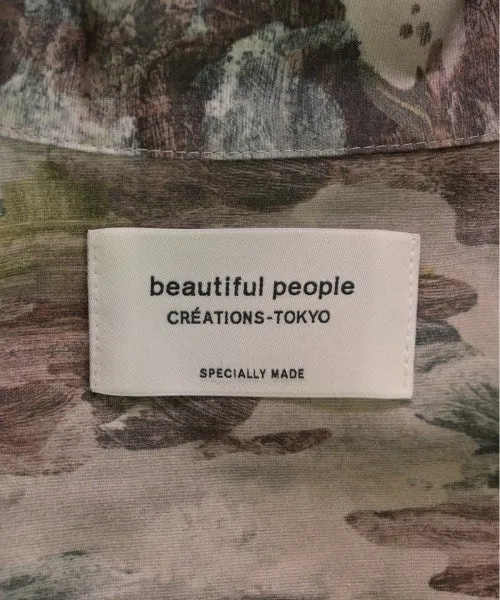 beautiful people
CRÉATIONS-TOKYO
SPECIALLY MADE